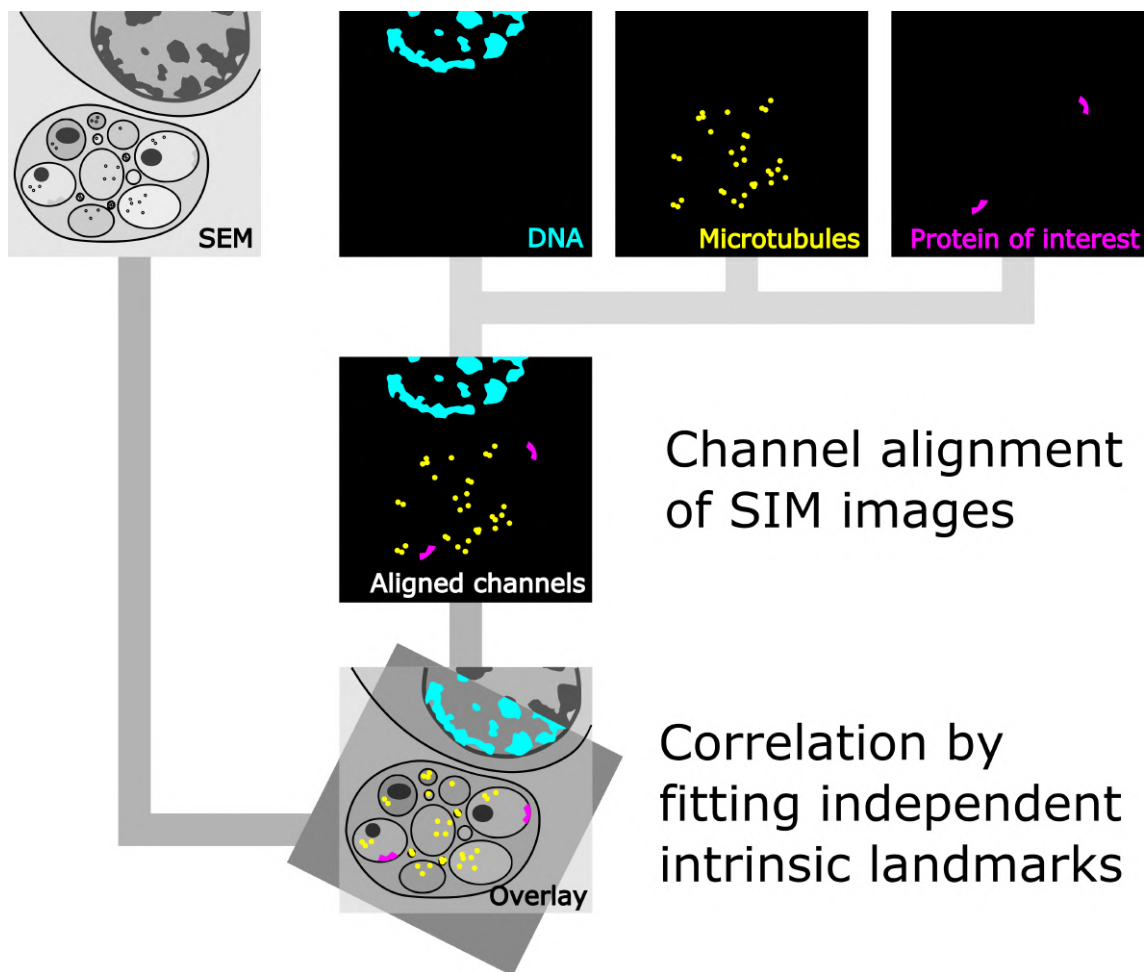 SEM
DNA
Microtubules
Protein of interest
Aligned channels
Channel alignment
of SIM images
Overlay
Correlation by
fitting independent
intrinsic landmarks